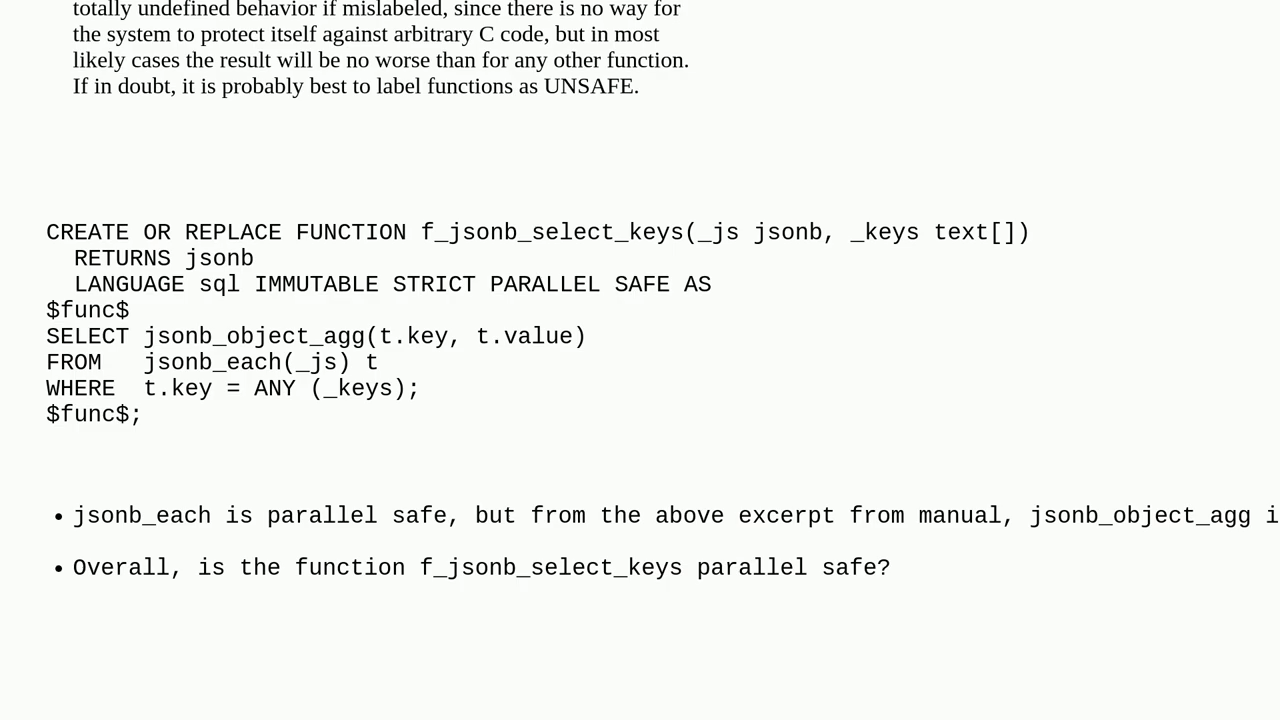 totally undefined behavior if mislabeled, since there is no way for
the system to protect itself against arbitrary C code, but in most
likely cases the result will be no worse than for any other function.
If in doubt, it is probably best to label functions as UNSAFE.
CREATE OR REPLACE FUNCTION f_jsonb_select_keys(_js jsonb, _keys text[])
  RETURNS jsonb
  LANGUAGE sql IMMUTABLE STRICT PARALLEL SAFE AS
$func$
SELECT jsonb_object_agg(t.key, t.value)
FROM   jsonb_each(_js) t
WHERE  t.key = ANY (_keys);
$func$;
• jsonb_each is parallel safe, but from the above excerpt from manual, jsonb_object_agg
• Overall, is the function f_jsonb_select_keys parallel safe?